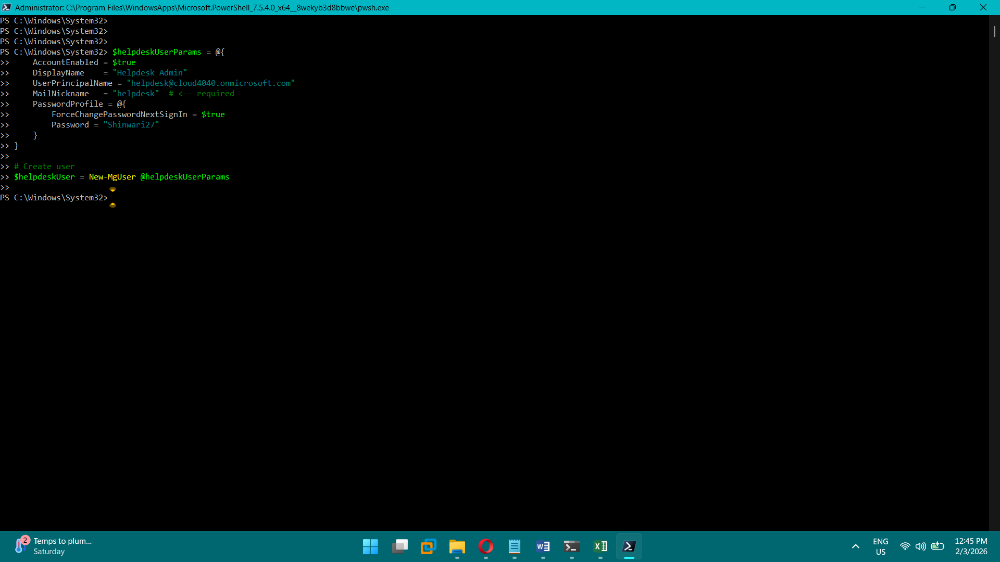 Administrator: C:\Program Files\WindowsApps\Microsoft.PowerShell_7.5.4.0_x64__8wekyb3d8bbwe\pwsh.exe
PS C:\Windows\System32>
PS C:\Windows\System32>
PS C:\Windows\System32>
PS C:\Windows\System32> $helpdeskUserParams = @{
>>     AccountEnabled = $true
>>     DisplayName    = "Helpdesk Admin"
>>     UserPrincipalName = "helpdesk@cloud4040.onmicrosoft.com"
>>     MailNickname   = "helpdesk"  # <-- required
>>     PasswordProfile = @{
>>         ForceChangePasswordNextSignIn = $true
>>         Password = "Shinwari27"
>>     }
>> }
>>
>> # Create user
>> $helpdeskUser = New-MgUser @helpdeskUserParams
>>
PS C:\Windows\System32>
2
Temps to plum...
Saturday
ENG
US
12:45 PM
2/3/2026